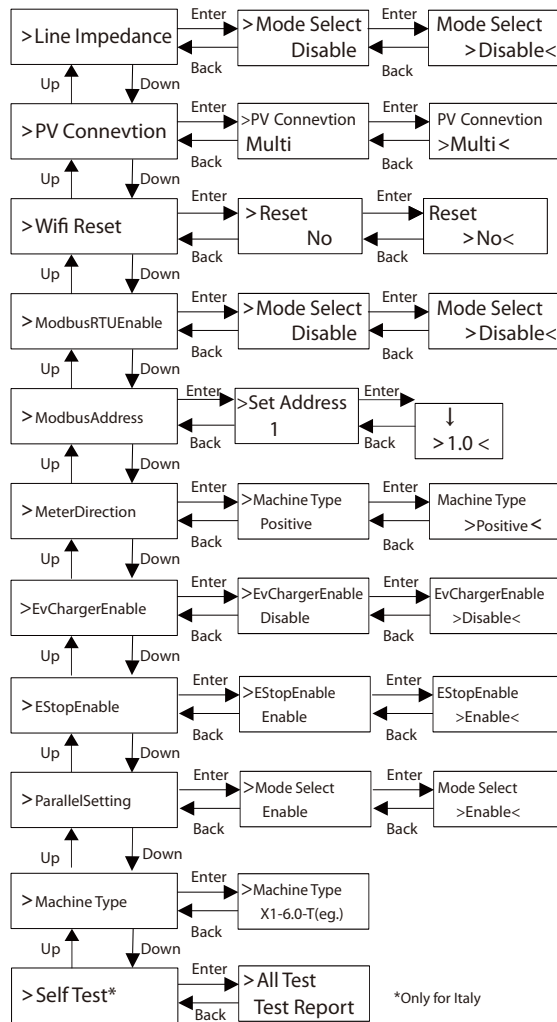 Enter Enter
>Line Impedance >Mode Select Mode Select
Disable >Disable<
Back Back
Up Down
Enter Enter
>PV Connevtion >PV Connevtion PV Connevtion
Multi >Multi <
Back Back
Up Down
Enter Enter
>Wifi Reset >Reset Reset
No >No<
Back Back
Up Down
Enter Enter
>ModbusRTUEnable >Mode Select Mode Select
Disable >Disable<
Back Back
Up Down
Enter Enter
>ModbusAddress >Set Address ↓
1 >1.0 <
Back Back
Up Down
Enter Enter
>MeterDirection >Machine Type Machine Type
Positive >Positive <
Back Back
Up Down
Enter Enter
>EvChargerEnable >EvChargerEnable EvChargerEnable
Disable >Disable<
Back Back
Up Down
Enter Enter
>EStopEnable >EStopEnable EStopEnable
Enable >Enable<
Back Back
Up Down
Enter Enter
>ParallelSetting >Mode Select Mode Select
Enable >Enable<
Back Back
Up Down
Enter
>Machine Type >Machine Type
X1-6.0-T(eg.)
Back
Up Down
Enter
>Self Test* >All Test
Test Report *Only for Italy
Back